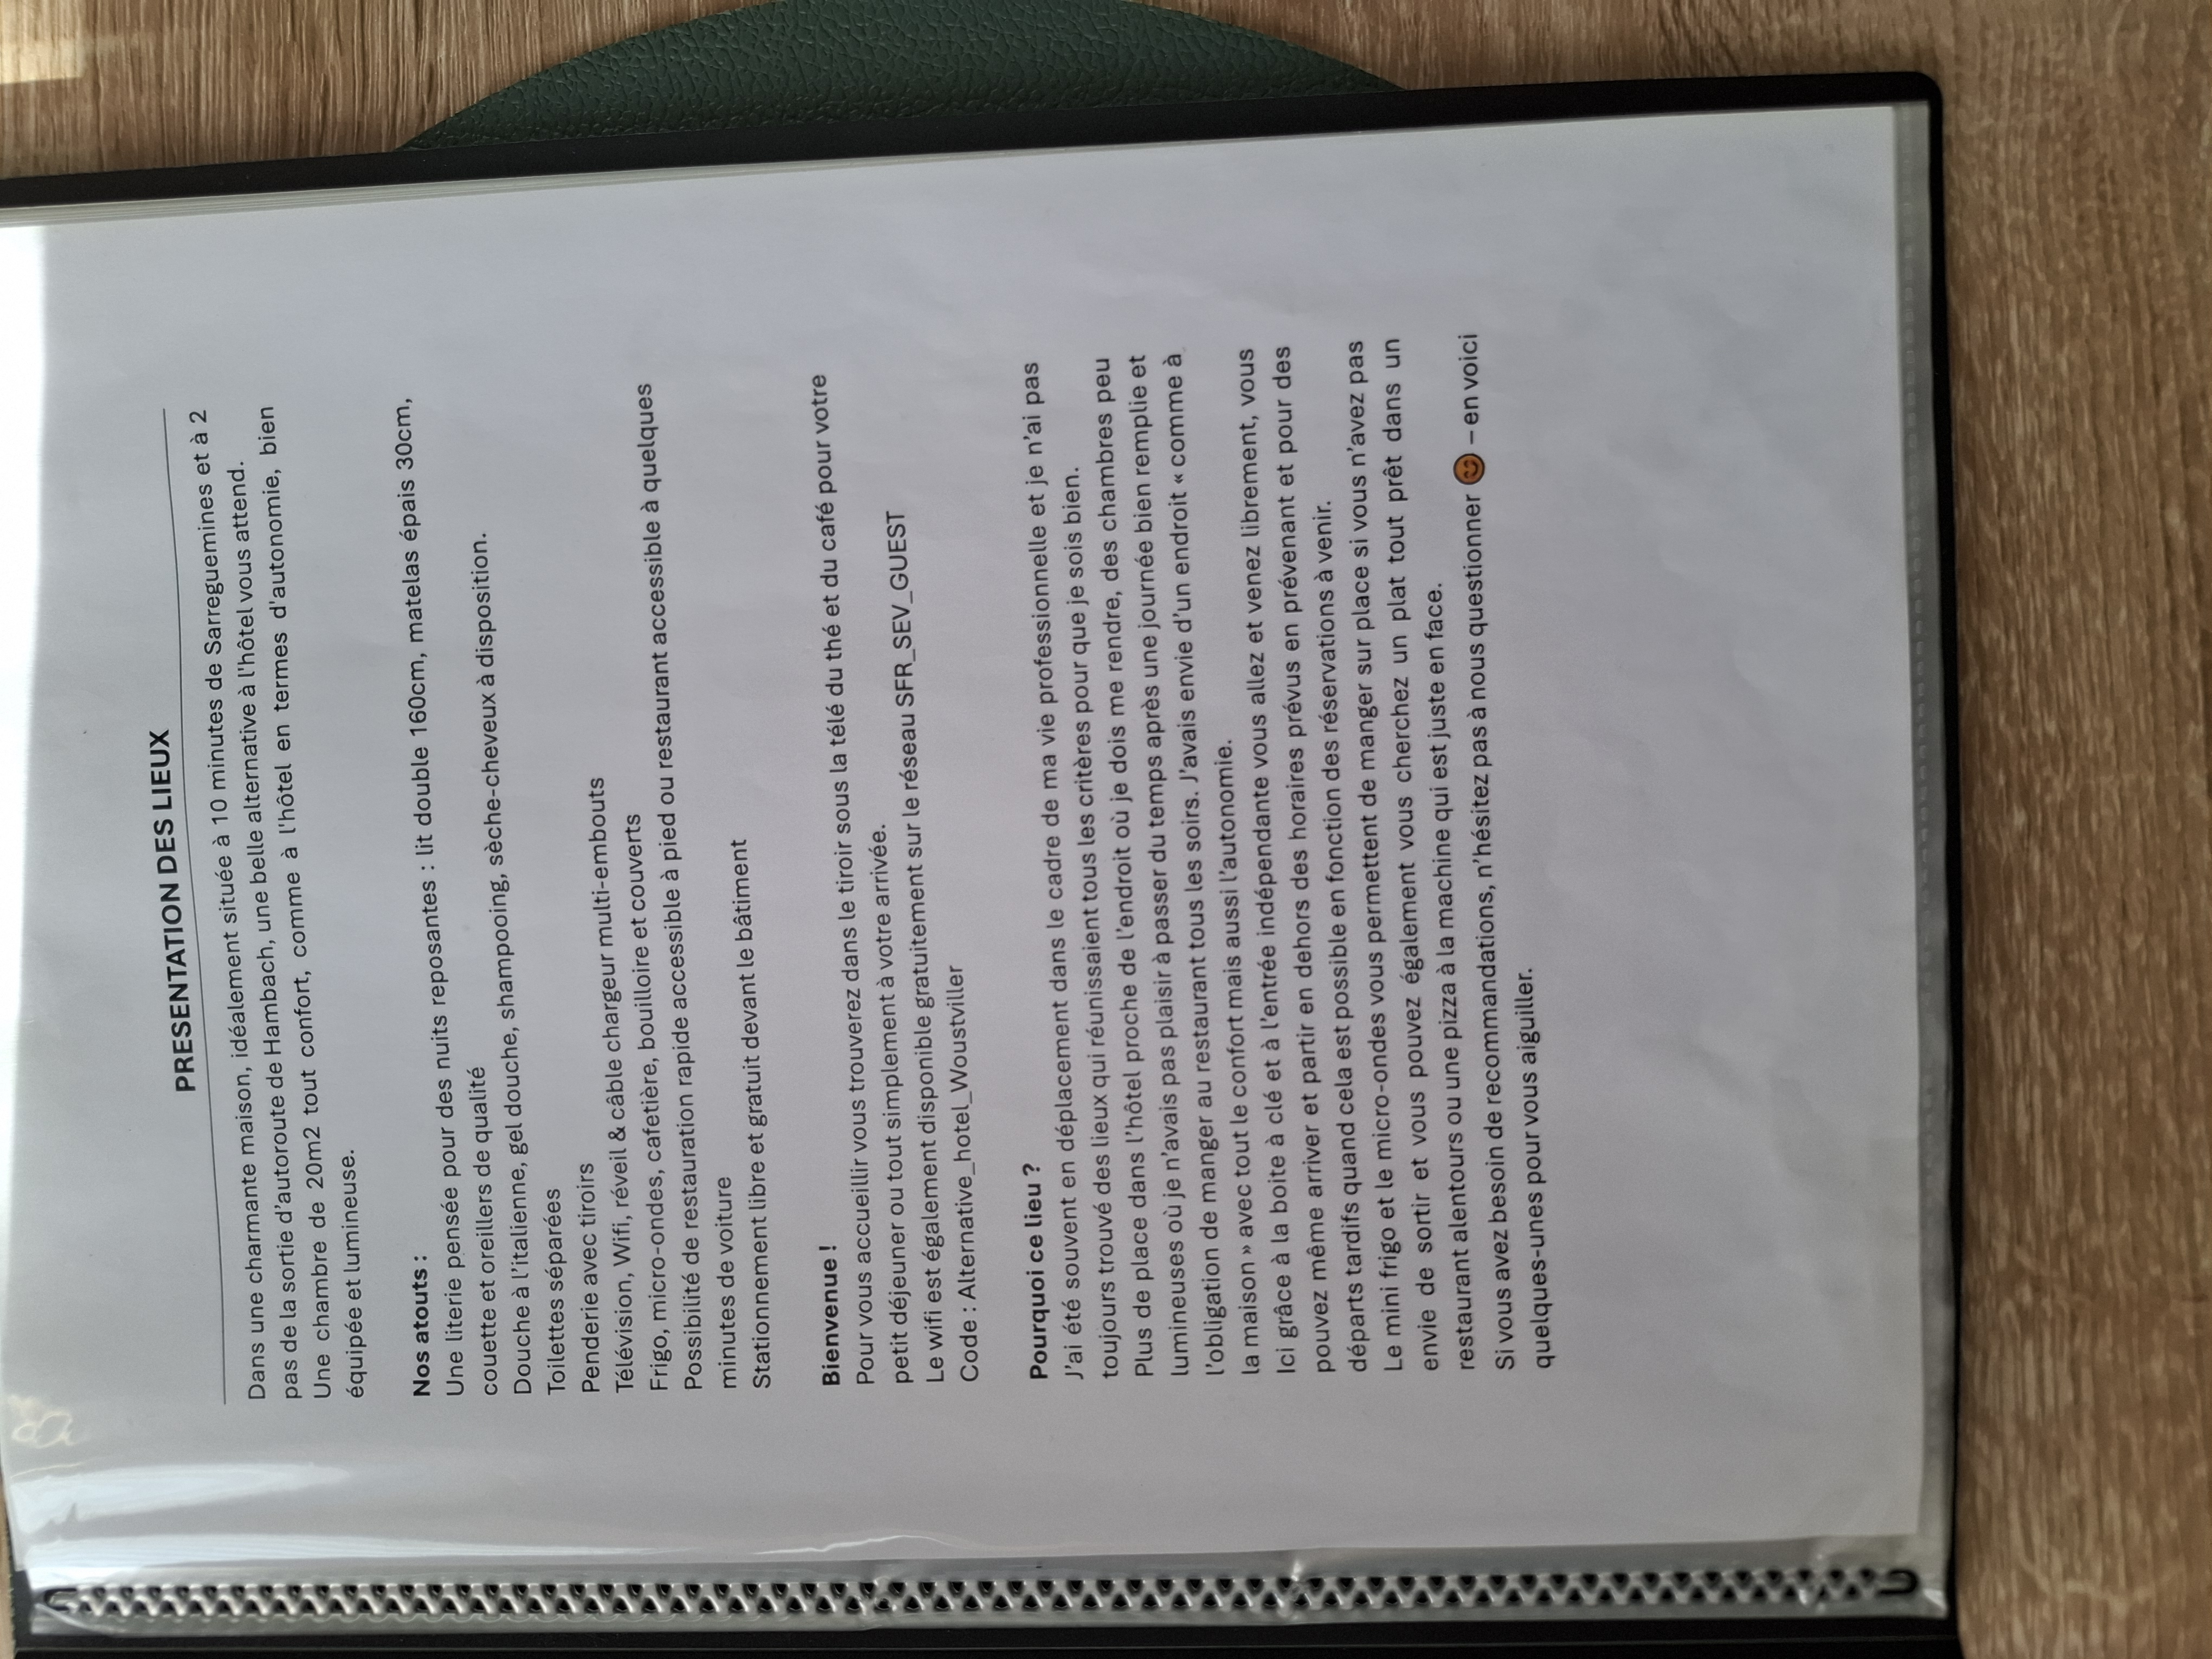 PRESENTATION DES LIEUX
Dans une charmante maison, idéalement située à 10 minutes de Sarreguemines et à 2
pas de la sortie d’autoroute de Hambach, une belle alternative à l'hôtel vous attend.
Une chambre de 20m2 tout confort, comme à l'hôtel en termes d'autonomie, bien
équipée et lumineuse.
Nos atouts :
Une literie pensée pour des nuits reposantes : lit double 160cm, matelas épais 30cm,
couette et oreillers de qualité
Douche à l’italienne, gel douche, shampooing, sèche-cheveux à disposition.
Toilettes séparées
Penderie avec tiroirs
Télévision, Wifi, réveil & câble chargeur multi-embouts
Frigo, micro-ondes, cafetière, bouilloire et couverts
Possibilité de restauration rapide accessible à pied ou restaurant accessible à quelques
minutes de voiture
Stationnement libre et gratuit devant le bâtiment
Bienvenue !
Pour vous accueillir vous trouverez dans le tiroir sous la télé du thé et du café pour votre
petit déjeuner ou tout simplement à votre arrivée.
Le wifi est également disponible gratuitement sur le réseau SFR_SEV_GUEST
Code : Alternative_hotel_Woustviller
Pourquoi ce lieu ?
J’ai été souvent en déplacement dans le cadre de ma vie professionnelle et je n’ai pas
toujours trouvé des lieux qui réunissaient tous les critères pour que je sois bien.
Plus de place dans l’hôtel proche de l’endroit où je dois me rendre, des chambres peu
lumineuses où je n’avais pas plaisir à passer du temps après une journée bien remplie et
l’obligation de manger au restaurant tous les soirs. J’avais envie d’un endroit « comme à
la maison » avec tout le confort mais aussi l’autonomie.
Ici grâce à la boite à clé et à l’entrée indépendante vous allez et venez librement, vous
pouvez même arriver et partir en dehors des horaires prévus en prévenant et pour des
départs tardifs quand cela est possible en fonction des réservations à venir.
Le mini frigo et le micro-ondes vous permettent de manger sur place si vous n’avez pas
envie de sortir et vous pouvez également vous cherchez un plat tout prêt dans un
restaurant alentours ou une pizza à la machine qui est juste en face.
Si vous avez besoin de recommandations, n’hésitez pas à nous questionner 😊 – en voici
quelques-unes pour vous aiguiller.